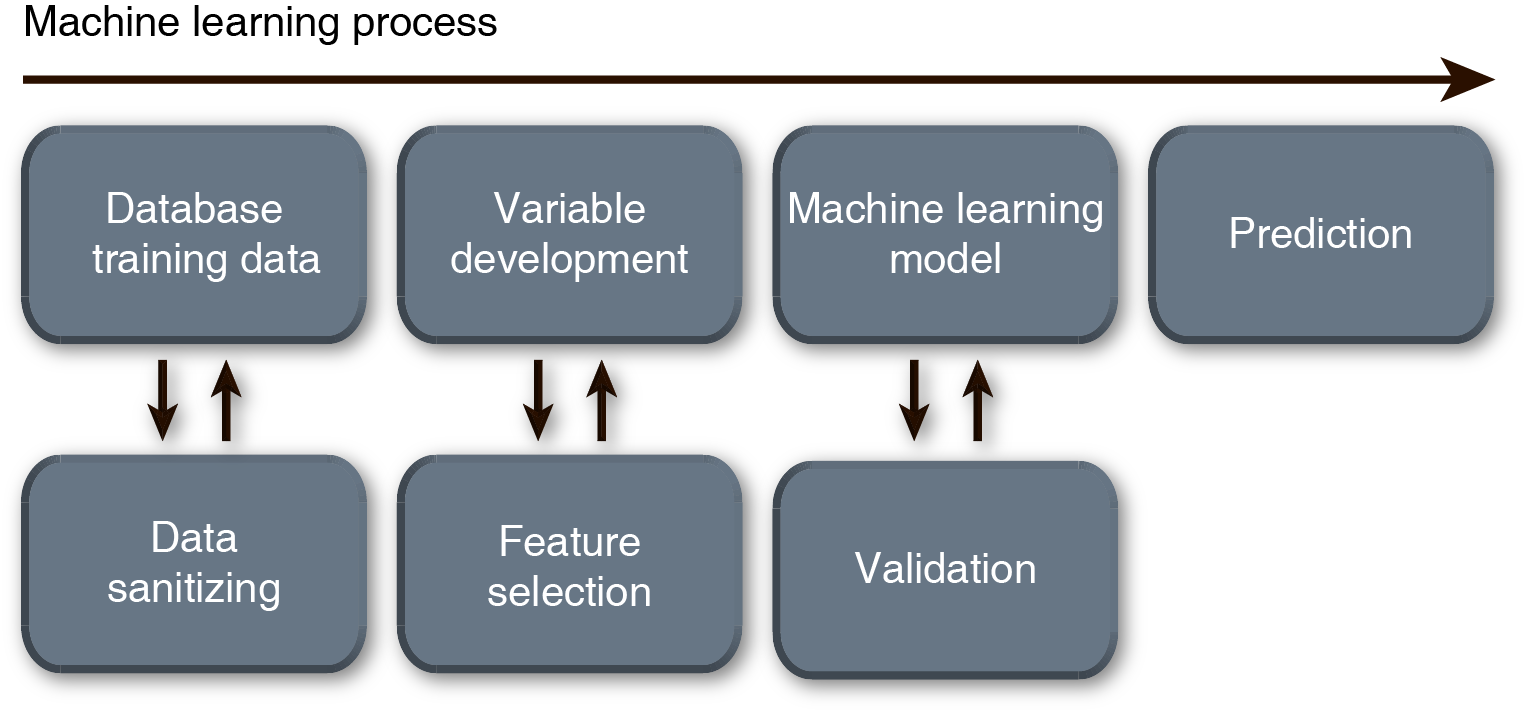 Machine learning process
Database
training data
Variable
development
Machine learning
model
Prediction
Data
sanitizing
Feature
selection
Validation